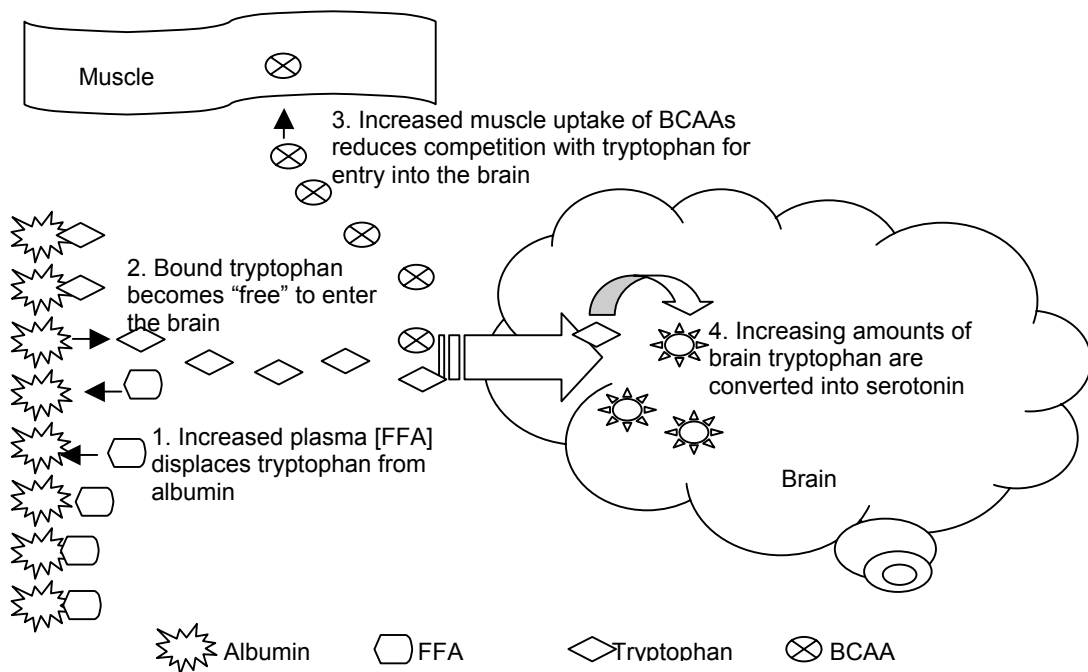 Muscle
3. Increased muscle uptake of BCAAs
reduces competition with tryptophan for
entry into the brain
2. Bound tryptophan
becomes “free” to enter
the brain
4. Increasing amounts of
brain tryptophan are
converted into serotonin
1. Increased plasma [FFA]
displaces tryptophan from
albumin
Brain
Albumin
FFA
Tryptophan
BCAA